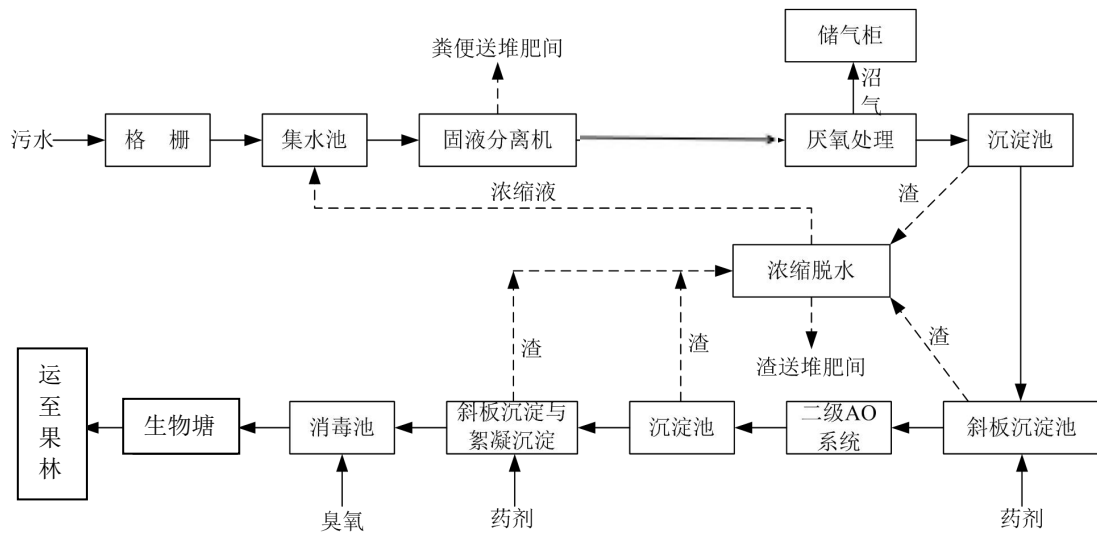 储气柜
粪便送堆肥间
沼
气
污水
格 栅
集水池
固液分离机
厌氧处理
沉淀池
浓缩液
渣
浓缩脱水
渣
渣
渣
渣送堆肥间
运
至
果
林
生物塘
消毒池
斜板沉淀与
絮凝沉淀
沉淀池
二级AO
系统
斜板沉淀池
臭氧
药剂
药剂